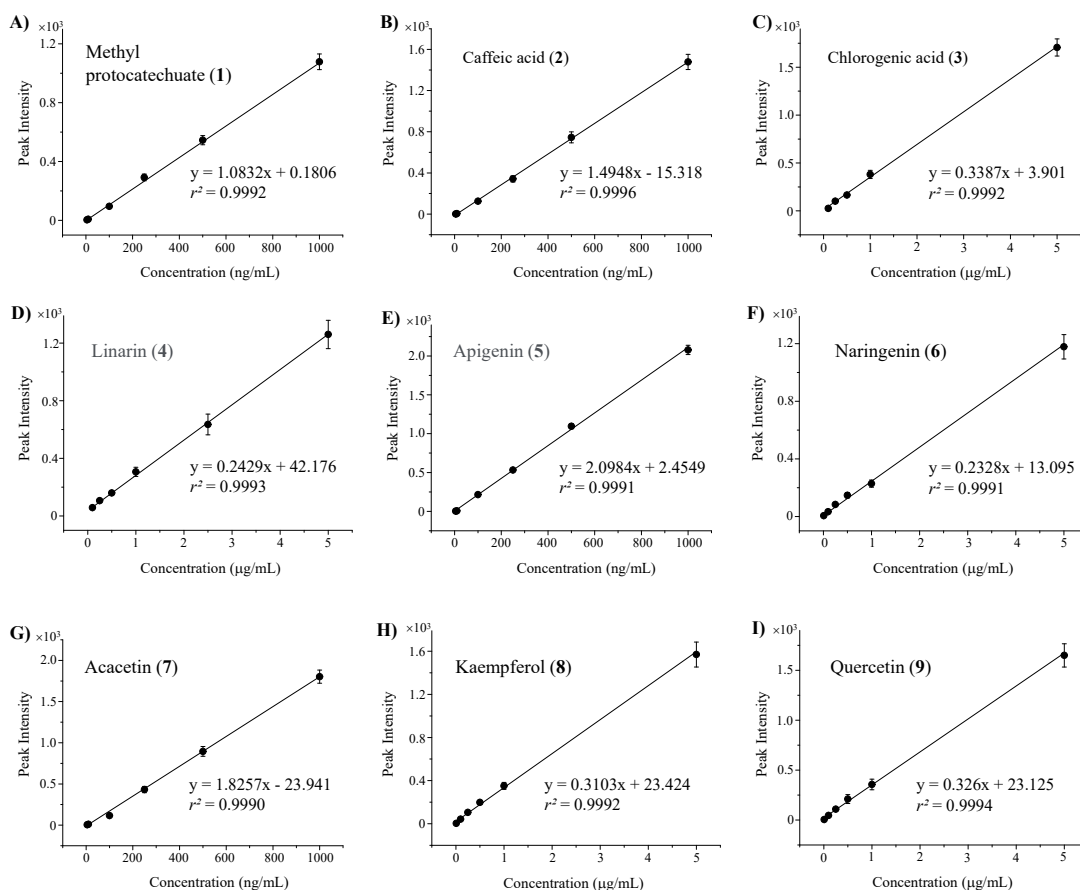 A)
×10³
Methyl
protocatechuate (1)
1.2
0.8
0.4
0
Peak Intensity
y = 1.0832x + 0.1806
r² = 0.9992
0 200 400 600 800 1000
Concentration (ng/mL)
B)
×10³
Caffeic acid (2)
1.6
1.2
0.8
0.4
0
Peak Intensity
y = 1.4948x - 15.318
r² = 0.9996
0 200 400 600 800 1000
Concentration (ng/mL)
C)
×10³
Chlorogenic acid (3)
1.5
1.0
0.5
0
Peak Intensity
y = 0.3387x + 3.901
r² = 0.9992
0 1 2 3 4 5
Concentration (μg/mL)
D)
×10³
Linarin (4)
1.2
0.8
0.4
0
Peak Intensity
y = 0.2429x + 42.176
r² = 0.9993
0 1 2 3 4 5
Concentration (μg/mL)
E)
×10³
Apigenin (5)
2.0
1.5
1.0
0.5
0
Peak Intensity
y = 2.0984x + 2.4549
r² = 0.9991
0 200 400 600 800 1000
Concentration (ng/mL)
F)
×10³
Naringenin (6)
1.2
0.8
0.4
0
Peak Intensity
y = 0.2328x + 13.095
r² = 0.9991
0 1 2 3 4 5
Concentration (μg/mL)
G)
×10³
Acacetin (7)
2.0
1.5
1.0
0.5
0
Peak Intensity
y = 1.8257x - 23.941
r² = 0.9990
0 200 400 600 800 1000
Concentration (ng/mL)
H)
×10³
Kaempferol (8)
1.6
1.2
0.8
0.4
0
Peak Intensity
y = 0.3103x + 23.424
r² = 0.9992
0 1 2 3 4 5
Concentration (μg/mL)
I)
×10³
Quercetin (9)
1.5
1.0
0.5
0
Peak Intensity
y = 0.326x + 23.125
r² = 0.9994
0 1 2 3 4 5
Concentration (μg/mL)